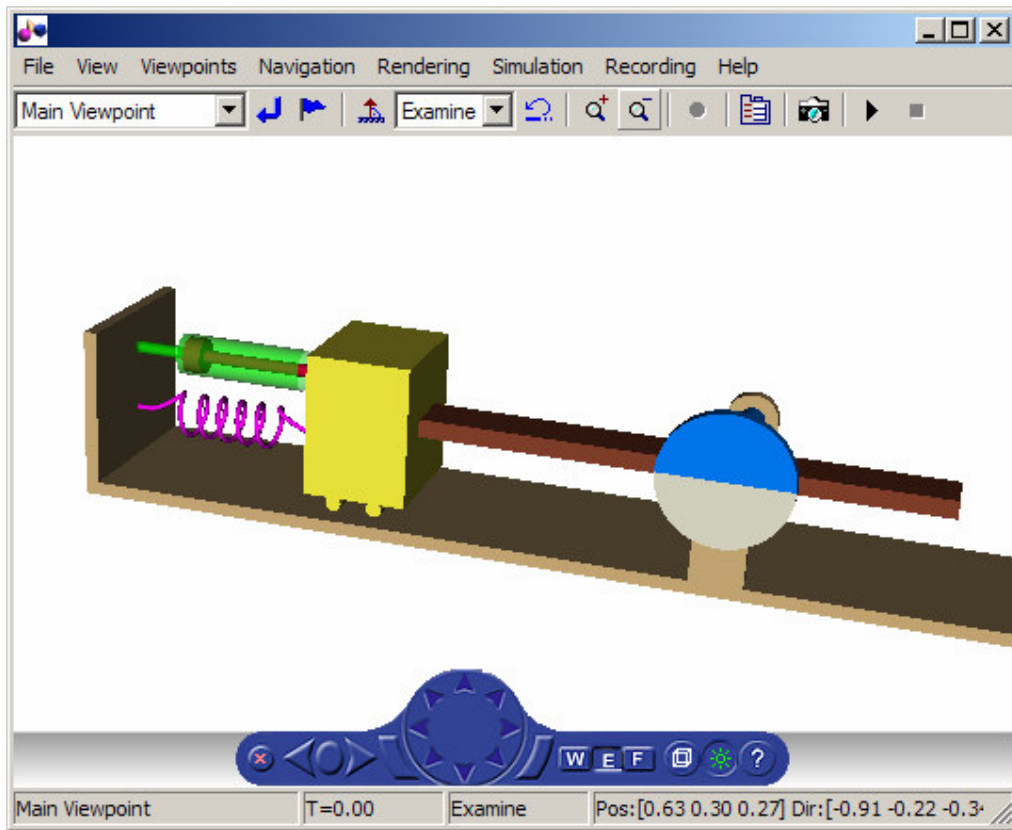 File View Viewpoints Navigation Rendering Simulation Recording Help
Main Viewpoint Examine
W E F ?
Main Viewpoint T=0.00 Examine Pos:[0.63 0.30 0.27] Dir:[-0.91 -0.22 -0.3